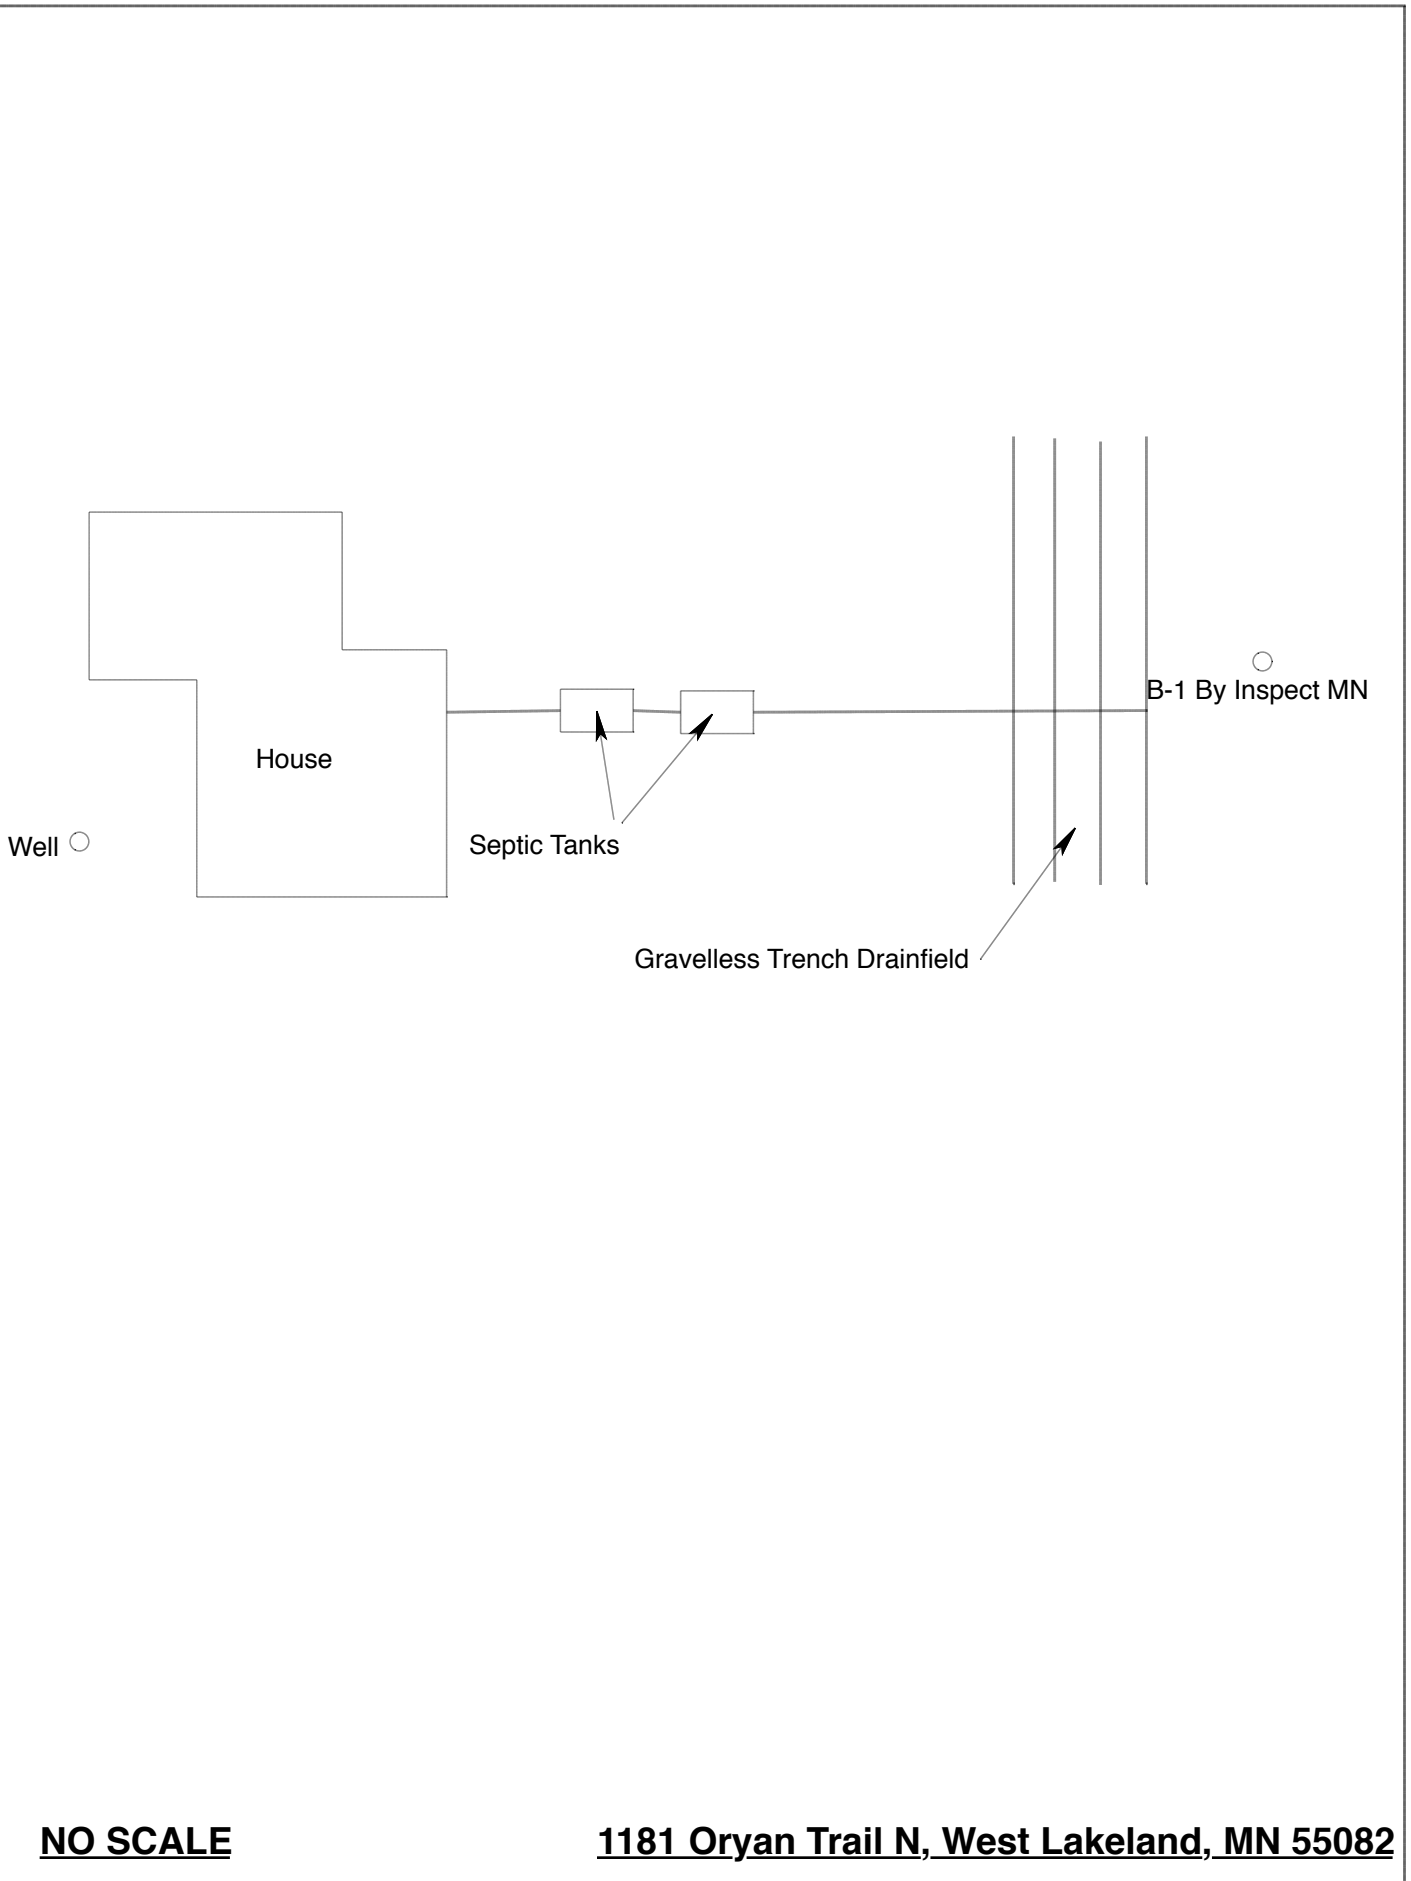 B-1 By Inspect MN
House
Well
Septic Tanks
Gravelless Trench Drainfield
NO SCALE
1181 Oryan Trail N, West Lakeland, MN 55082